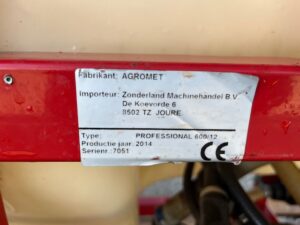 Fabrikant: AGROMET
Importeur: Zonderland Machinehandel B.V.
De Koevorde 6
8502 TZ JOURE
Type: PROFESSIONAL 600/12
Productie jaar: 2014
Serienr. 7051
CE